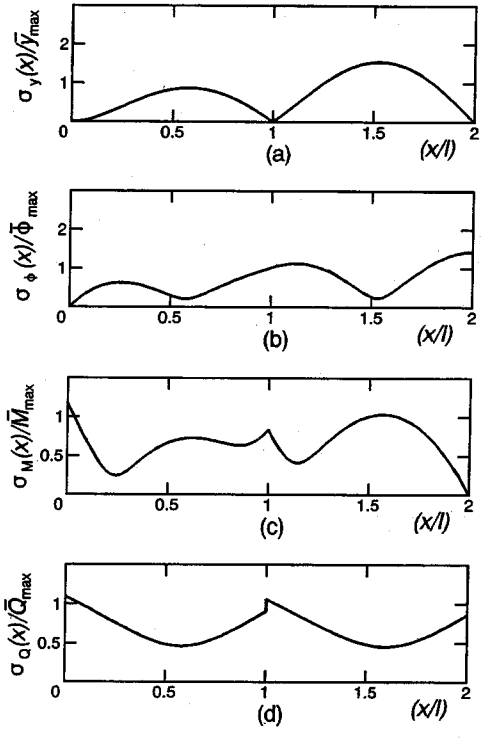 σy(x)/ȳmax
2
1
0
0.5
1
1.5
2
(a)
(x/l)
σϕ(x)/ϕ̄max
2
1
0
0.5
1
1.5
2
(b)
(x/l)
σM(x)/M̄max
1
0.5
0
0.5
1
1.5
2
(c)
(x/l)
σQ(x)/Q̄max
1
0.5
0
0.5
1
1.5
2
(d)
(x/l)